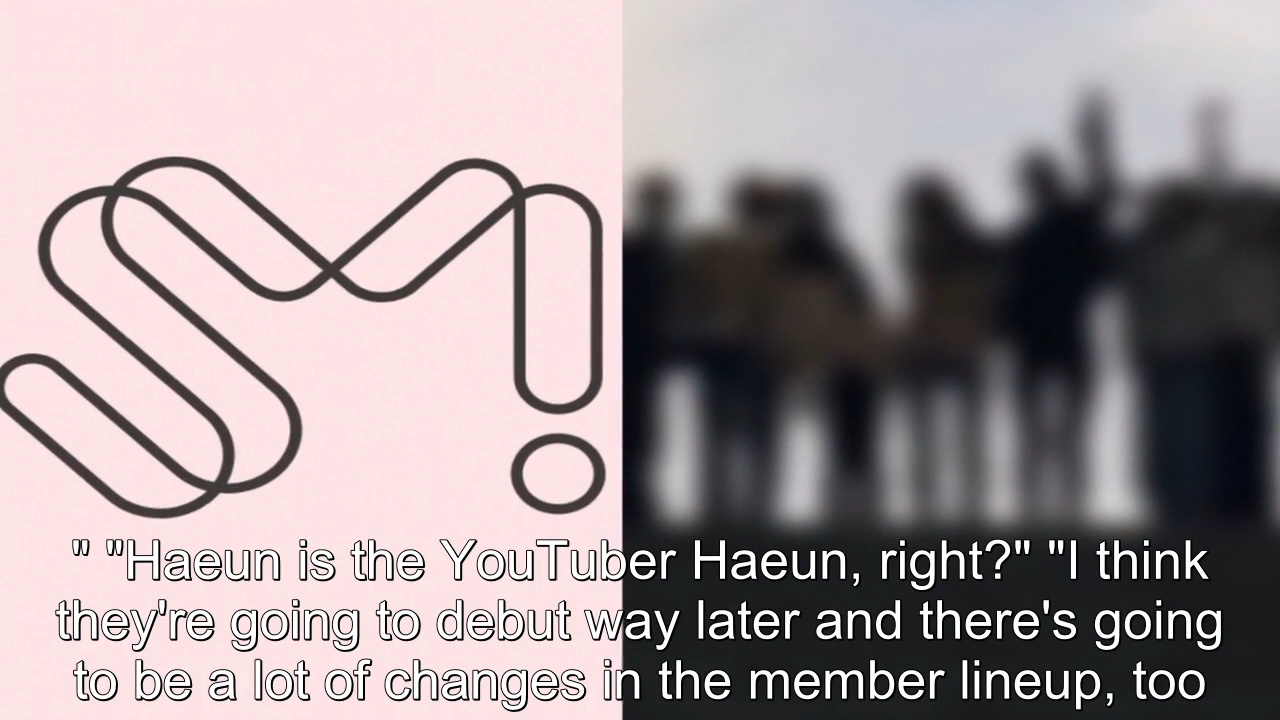 SM!
" "Haeun is the YouTuber Haeun, right?" "I think
they're going to debut way later and there's going
to be a lot of changes in the member lineup, too